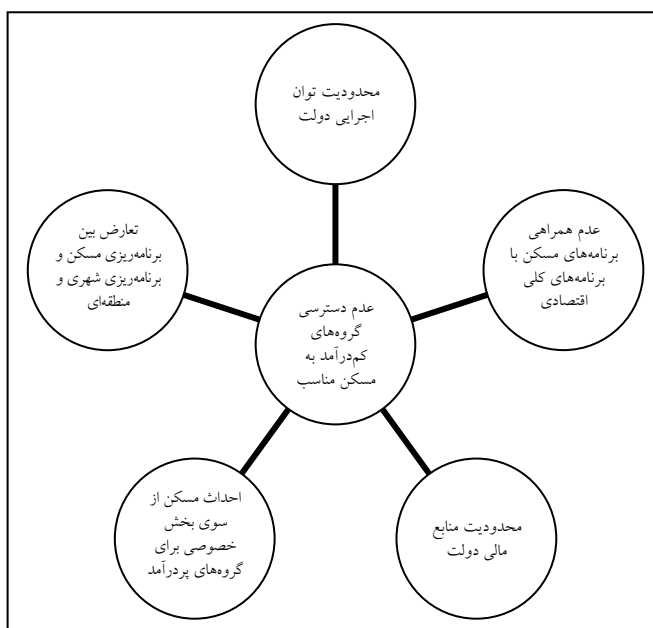 محدودیت توان
اجرایی دولت
عدم همراهی
برنامه‌های مسکن با
برنامه‌های کلی
اقتصادی
تعارض بین
برنامه‌ریزی مسکن و
برنامه‌ریزی شهری و
منطقه‌ای
عدم دسترسی
گروه‌های
کم‌درآمد به
مسکن مناسب
محدودیت منابع
مالی دولت
احداث مسکن از
سوی بخش
خصوصی برای
گروه‌های پردرآمد